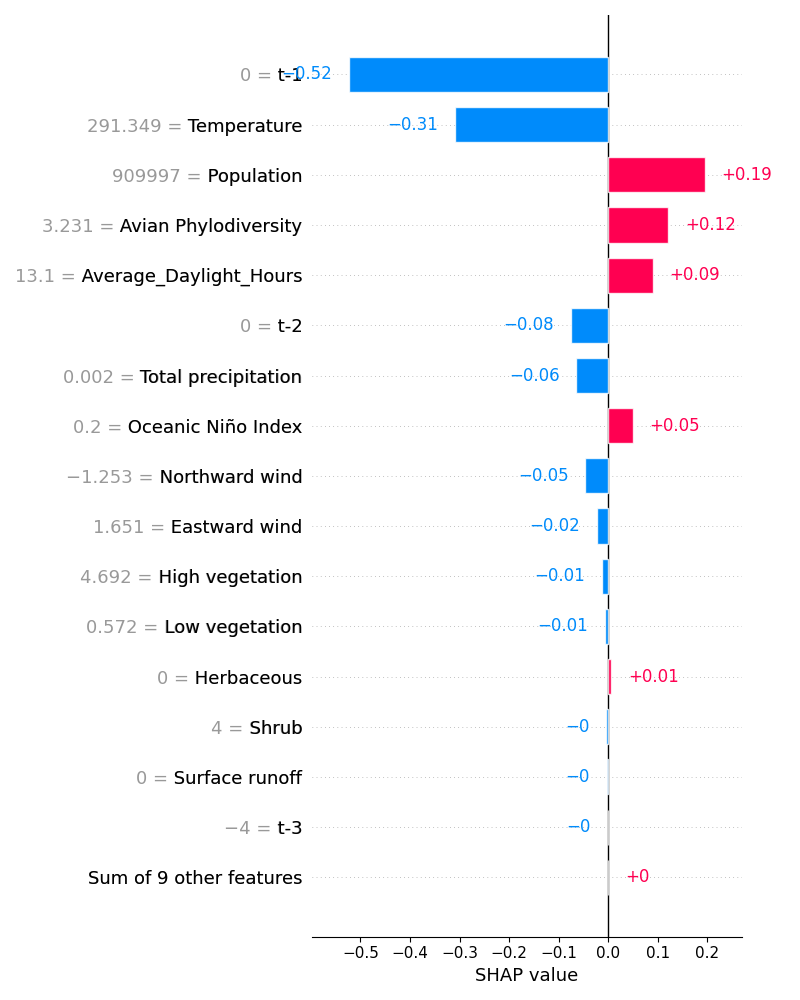 0 = t-1 −0.52
291.349 = Temperature −0.31
909997 = Population +0.19
3.231 = Avian Phylodiversity +0.12
13.1 = Average_Daylight_Hours +0.09
0 = t-2 −0.08
0.002 = Total precipitation −0.06
0.2 = Oceanic Niño Index +0.05
−1.253 = Northward wind −0.05
1.651 = Eastward wind −0.02
4.692 = High vegetation −0.01
0.572 = Low vegetation −0.01
0 = Herbaceous +0.01
4 = Shrub −0
0 = Surface runoff −0
−4 = t-3 −0
Sum of 9 other features +0
−0.5 −0.4 −0.3 −0.2 −0.1 0.0 0.1 0.2
SHAP value